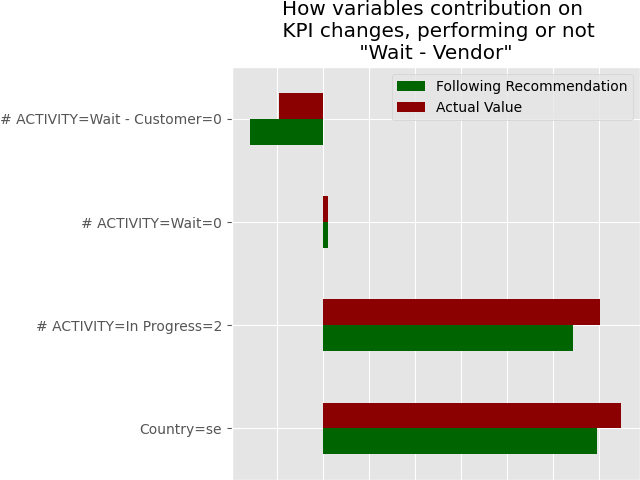 How variables contribution on
KPI changes, performing or not
"Wait - Vendor"
Following Recommendation
Actual Value
# ACTIVITY=Wait - Customer=0
# ACTIVITY=Wait=0
# ACTIVITY=In Progress=2
Country=se